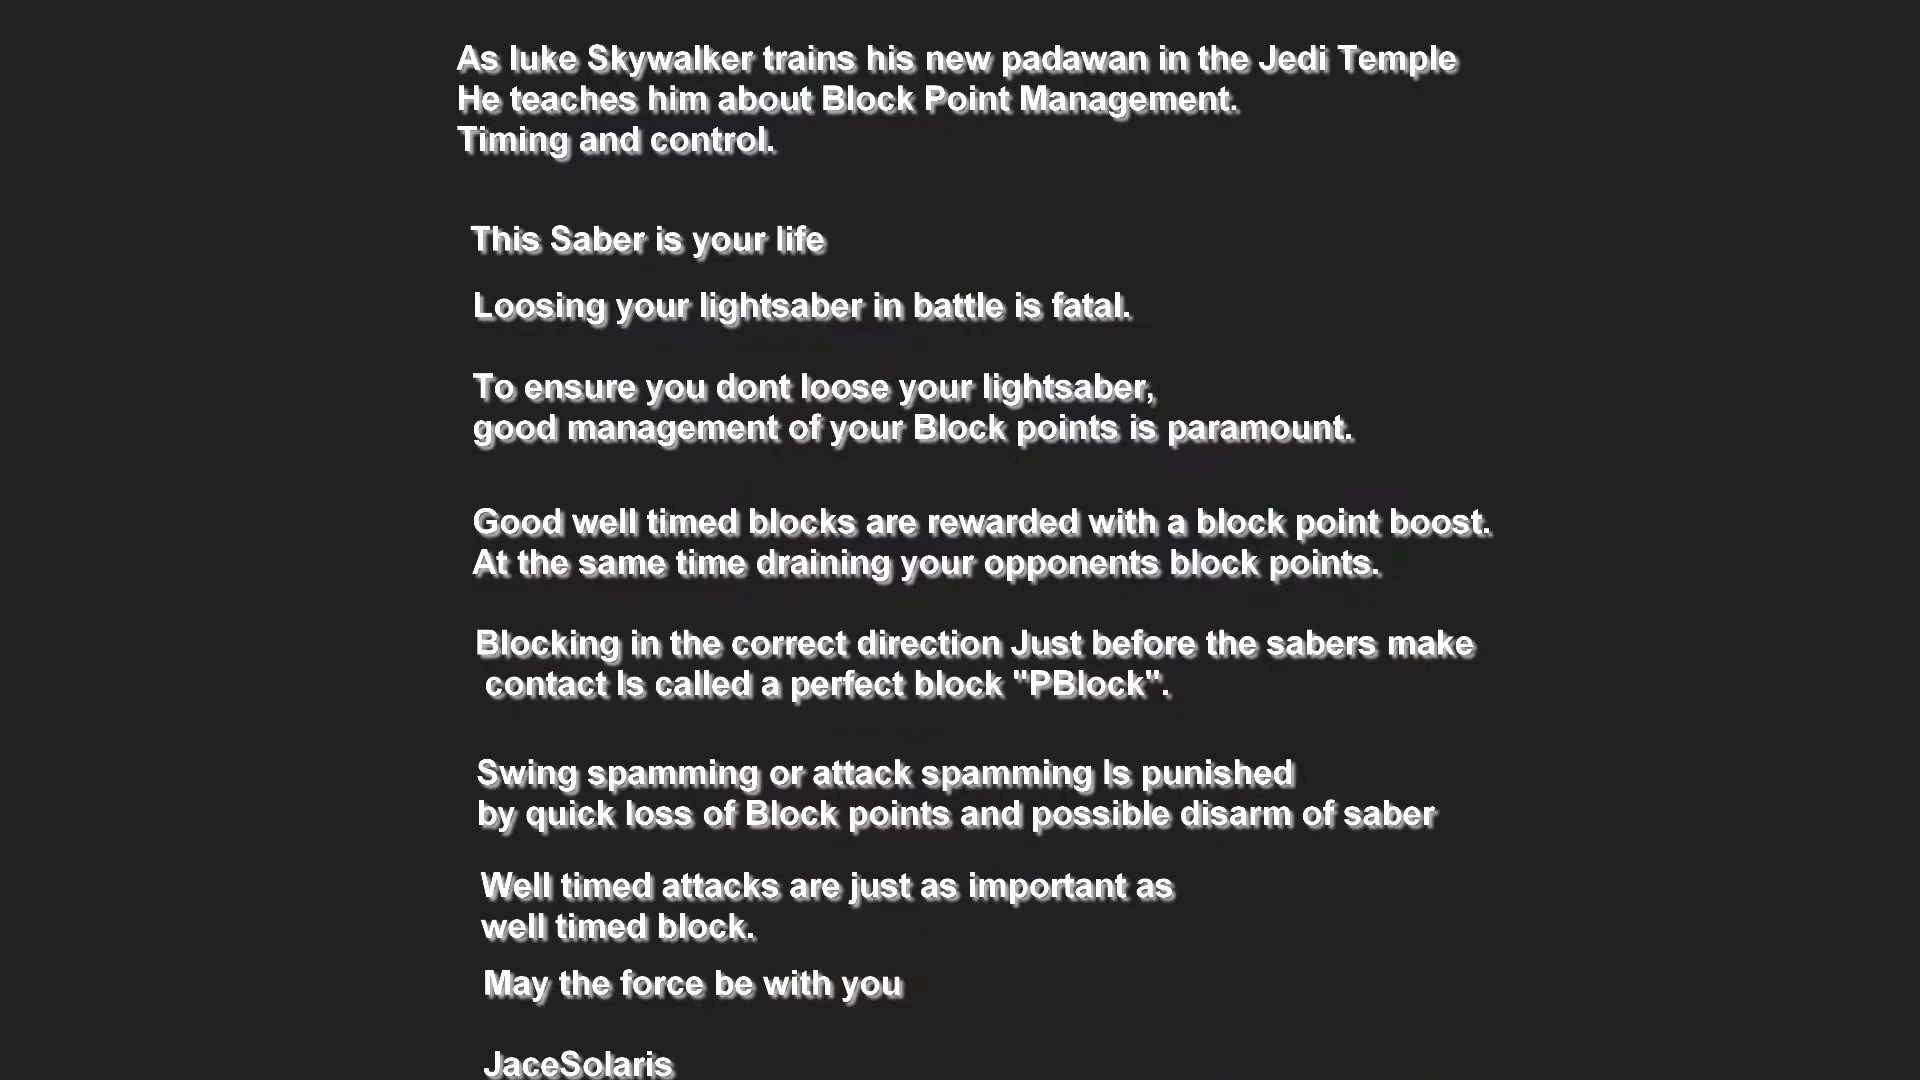 As luke Skywalker trains his new padawan in the Jedi Temple
He teaches him about Block Point Management.
Timing and control.
This Saber is your life
Loosing your lightsaber in battle is fatal.
To ensure you dont loose your lightsaber,
good management of your Block points is paramount.
Good well timed blocks are rewarded with a block point boost.
At the same time draining your opponents block points.
Blocking in the correct direction Just before the sabers make
contact Is called a perfect block "PBlock".
Swing spamming or attack spamming Is punished
by quick loss of Block points and possible disarm of saber
Well timed attacks are just as important as
well timed block.
May the force be with you
JaceSolaris